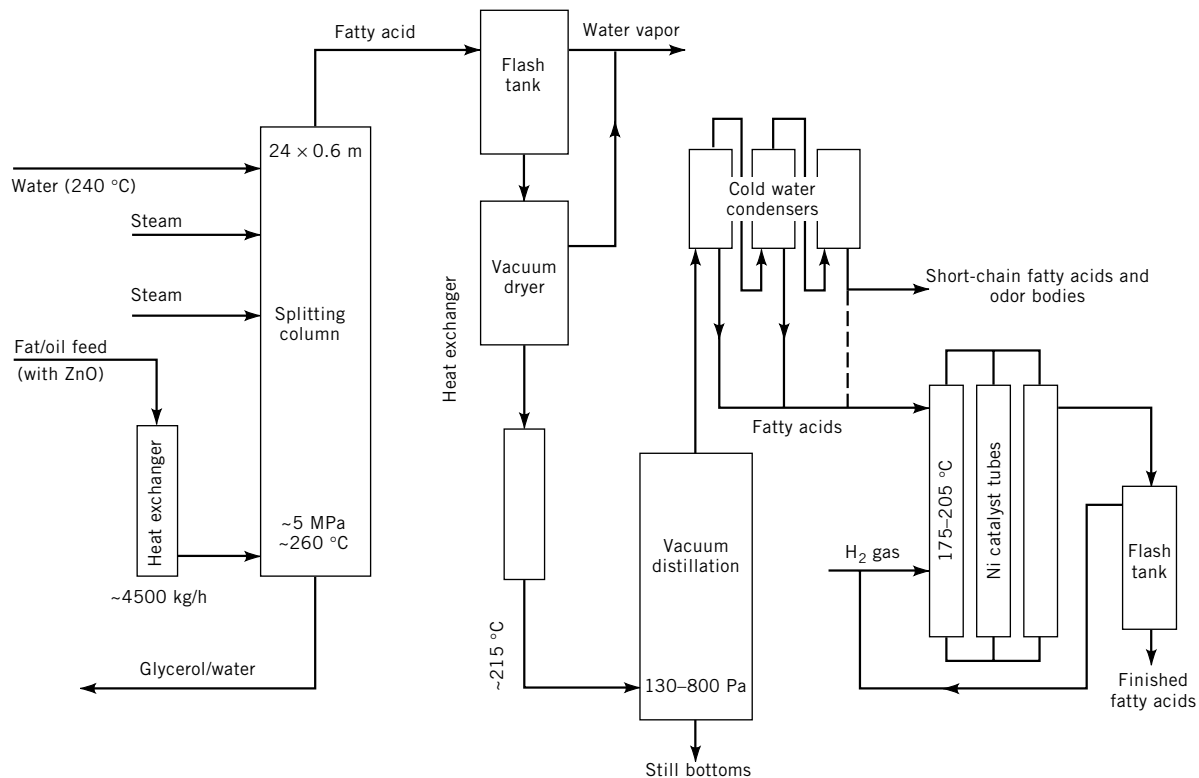 Fatty acid
Water vapor
Flash
tank
24 × 0.6 m
Water (240 °C)
Steam
Steam
Splitting
column
Fat/oil feed
(with ZnO)
Heat exchanger
~5 MPa
~260 °C
~4500 kg/h
Glycerol/water
Vacuum
dryer
Heat exchanger
~215 °C
Cold water
condensers
Short-chain fatty acids and
odor bodies
Fatty acids
Vacuum
distillation
130–800 Pa
Still bottoms
H₂ gas
175–205 °C
Ni catalyst tubes
Flash
tank
Finished
fatty acids